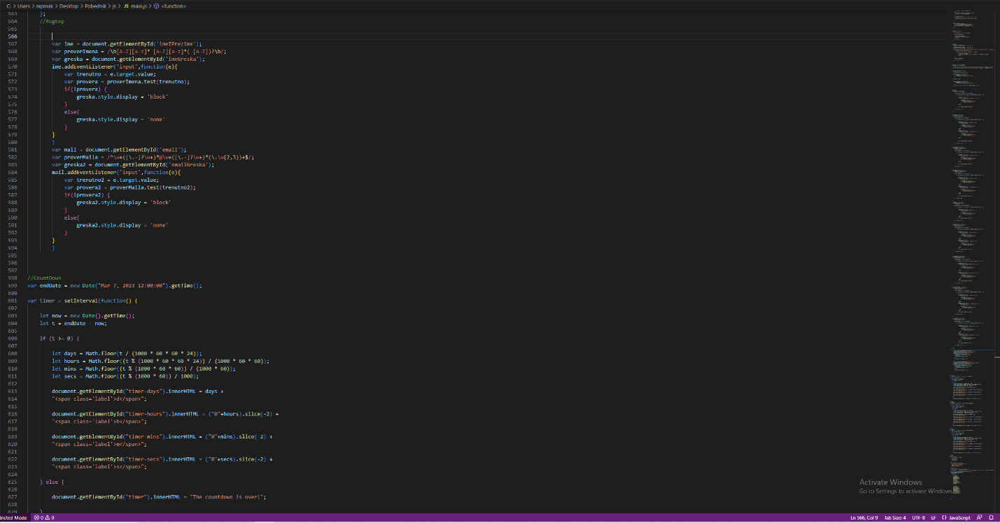 C: > Users > nipmak > Desktop > Pobednik > js > JS main.js > <function>
563 };
564 //RegExp
565
566
567 var ime = document.getElementById('imeIPrezime');
568 var proverImena = /\b[A-Z][a-z]* [A-Z][a-z]*( [A-Z])?\b/;
569 var greska = document.getElementById('imeGreska');
570 ime.addEventListener('input',function(e){
571 var trenutno = e.target.value;
572 var provera = proverImena.test(trenutno);
573 if(!provera) {
574 greska.style.display = 'block'
575 }
576 else{
577 greska.style.display = 'none'
578 }
579 }
580 )
581 var mail = document.getElementById('email');
582 var proverMaila = /^\w+([\.-]?\w+)*@\w+([\.-]?\w+)*(\.\w{2,3})+$/;
583 var greska2 = document.getElementById('emailGreska');
584 mail.addEventListener('input',function(e){
585 var trenutno2 = e.target.value;
586 var provera2 = proverMaila.test(trenutno2);
587 if(!provera2) {
588 greska2.style.display = 'block'
589 }
590 else{
591 greska2.style.display = 'none'
592 }
593 }
594 )
595
596
597
598 //CountDown
599 var endDate = new Date("Mar 7, 2023 12:00:00").getTime();
600
601 var timer = setInterval(function() {
602
603 let now = new Date().getTime();
604 let t = endDate - now;
605
606 if (t >= 0) {
607
608 let days = Math.floor(t / (1000 * 60 * 60 * 24));
609 let hours = Math.floor((t % (1000 * 60 * 60 * 24)) / (1000 * 60 * 60));
610 let mins = Math.floor((t % (1000 * 60 * 60)) / (1000 * 60));
611 let secs = Math.floor((t % (1000 * 60)) / 1000);
612
613 document.getElementById("timer-days").innerHTML = days +
614 "<span class='label'>d</span>";
615
616 document.getElementById("timer-hours").innerHTML = ("0"+hours).slice(-2) +
617 "<span class='label'>h</span>";
618
619 document.getElementById("timer-mins").innerHTML = ("0"+mins).slice(-2) +
620 "<span class='label'>m</span>";
621
622 document.getElementById("timer-secs").innerHTML = ("0"+secs).slice(-2) +
623 "<span class='label'>s</span>";
624
625 } else {
626
627 document.getElementById("timer").innerHTML = "The countdown is over!";
628
629 }
Activate Windows
Go to Settings to activate Windows.
tricted Mode 0 0 Ln 566, Col 9 Tab Size: 4 UTF-8 LF {} JavaScript